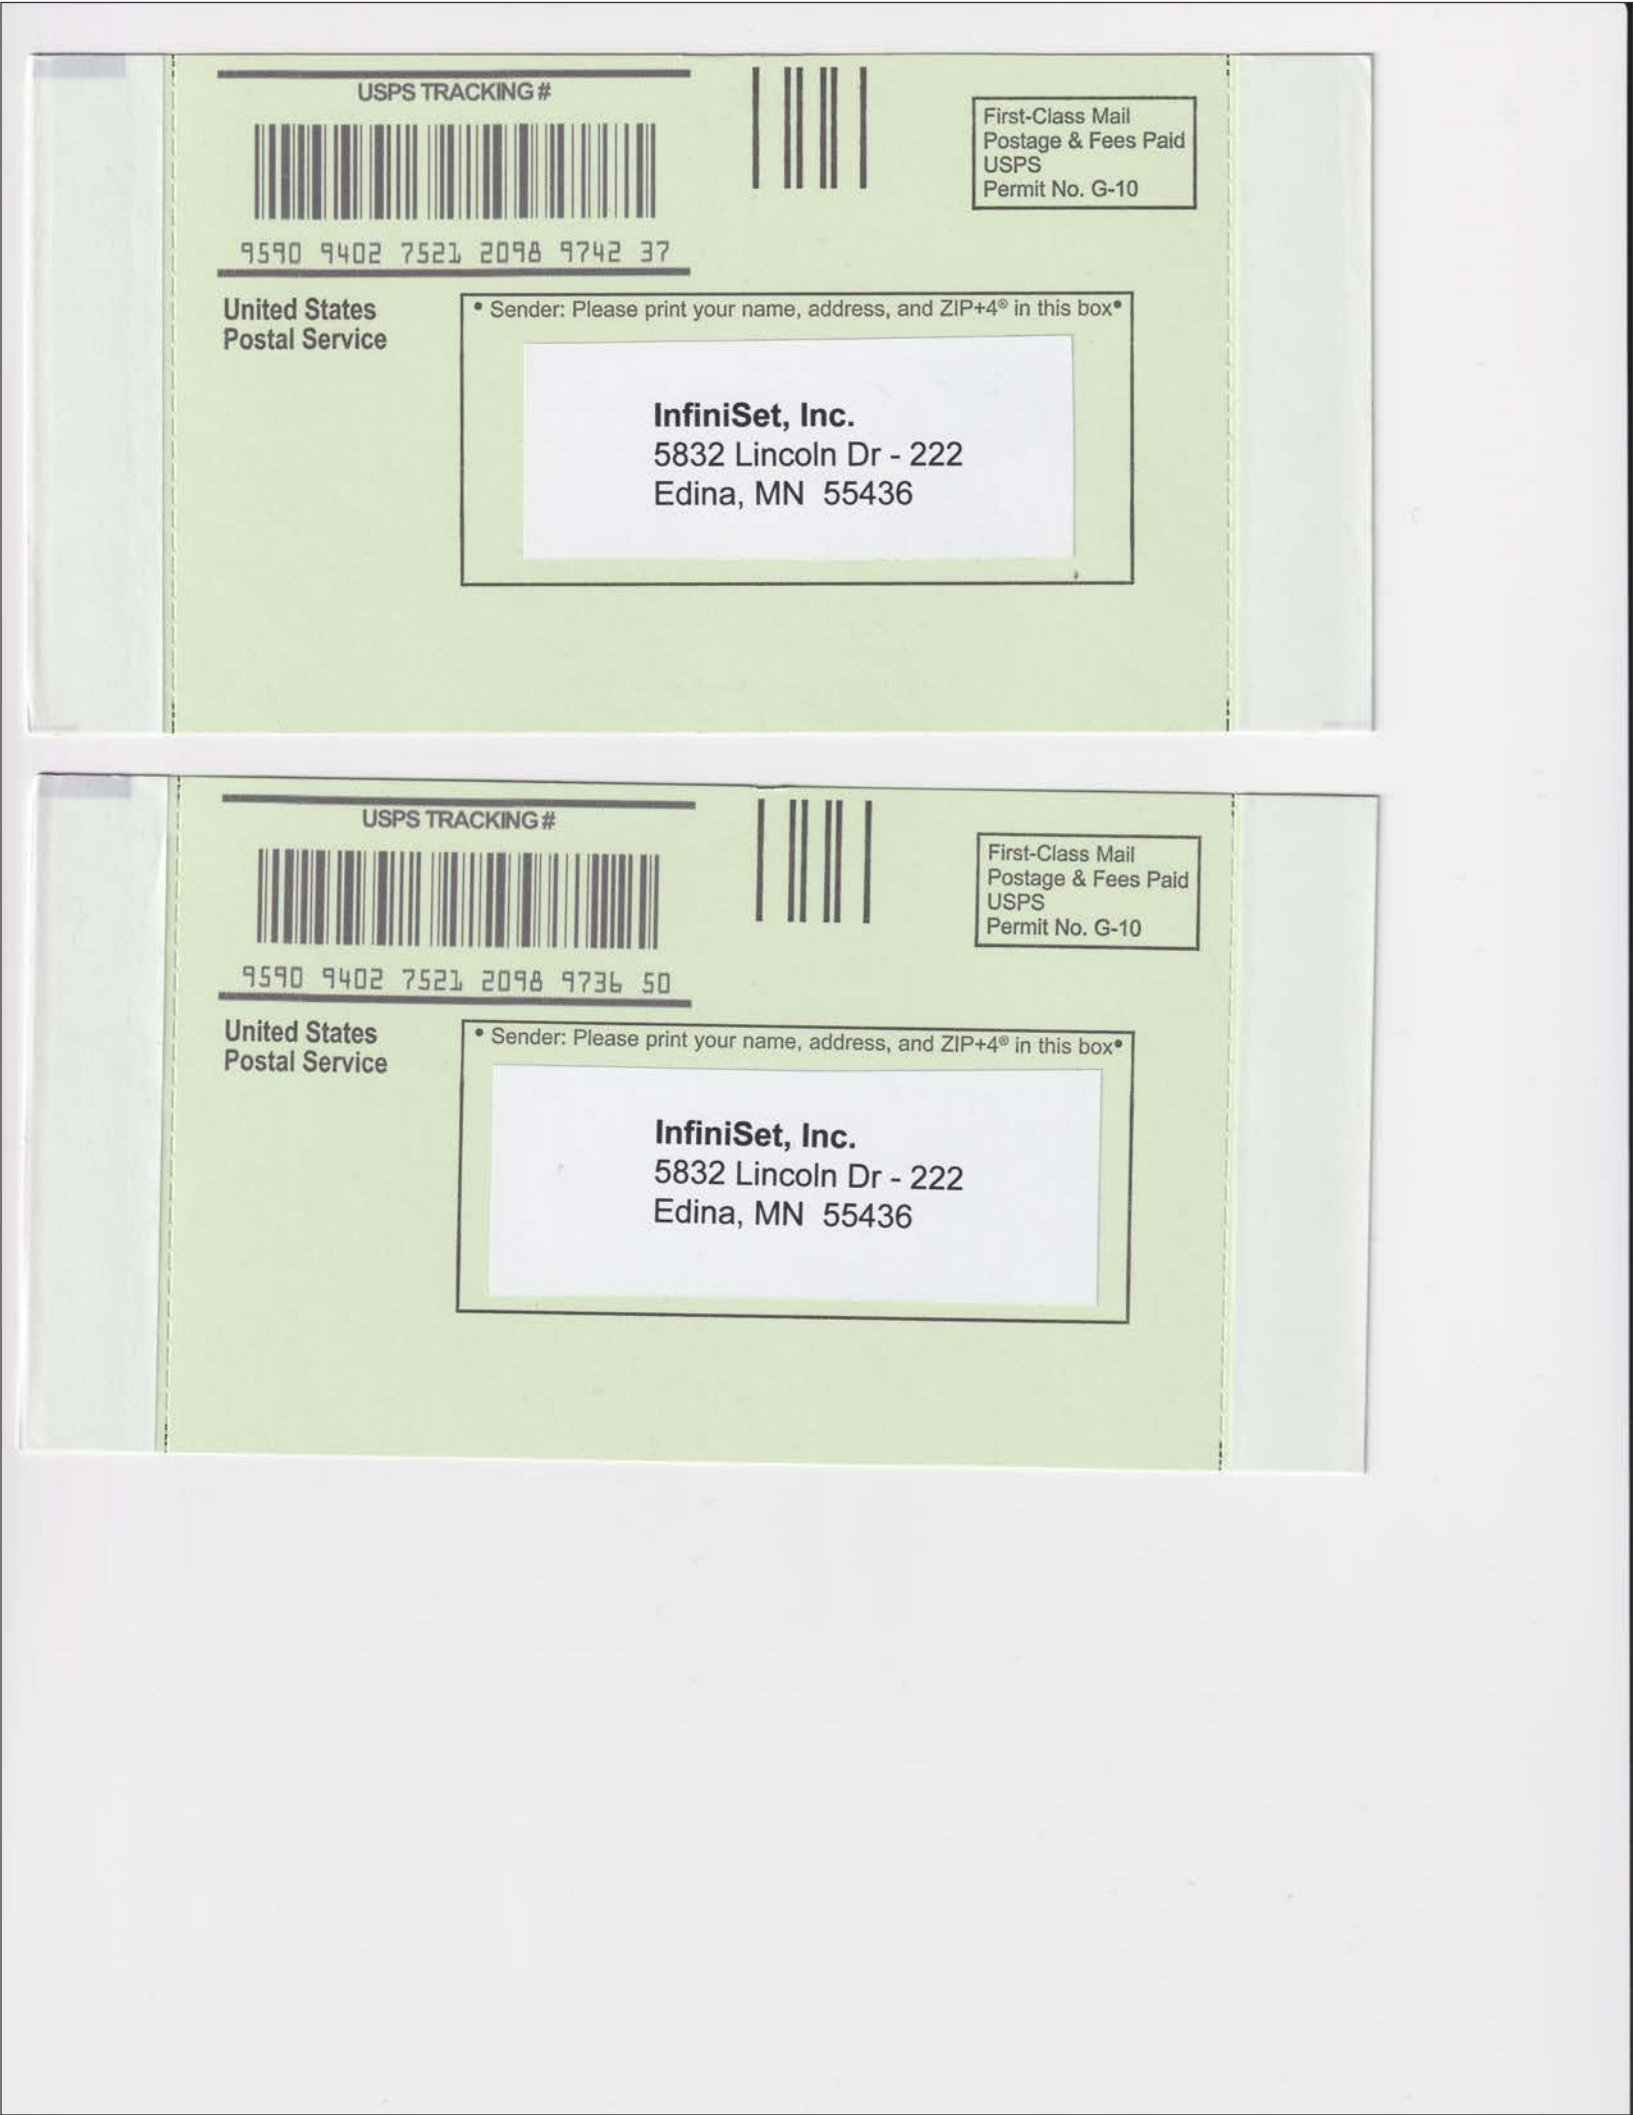 USPS TRACKING #
First-Class Mail
Postage & Fees Paid
USPS
Permit No. G-10
9590 9402 7521 2098 9742 37
United States
Postal Service
• Sender: Please print your name, address, and ZIP+4® in this box•
InfiniSet, Inc.
5832 Lincoln Dr - 222
Edina, MN 55436
USPS TRACKING #
First-Class Mail
Postage & Fees Paid
USPS
Permit No. G-10
9590 9402 7521 2098 9736 50
United States
Postal Service
• Sender: Please print your name, address, and ZIP+4® in this box•
InfiniSet, Inc.
5832 Lincoln Dr - 222
Edina, MN 55436